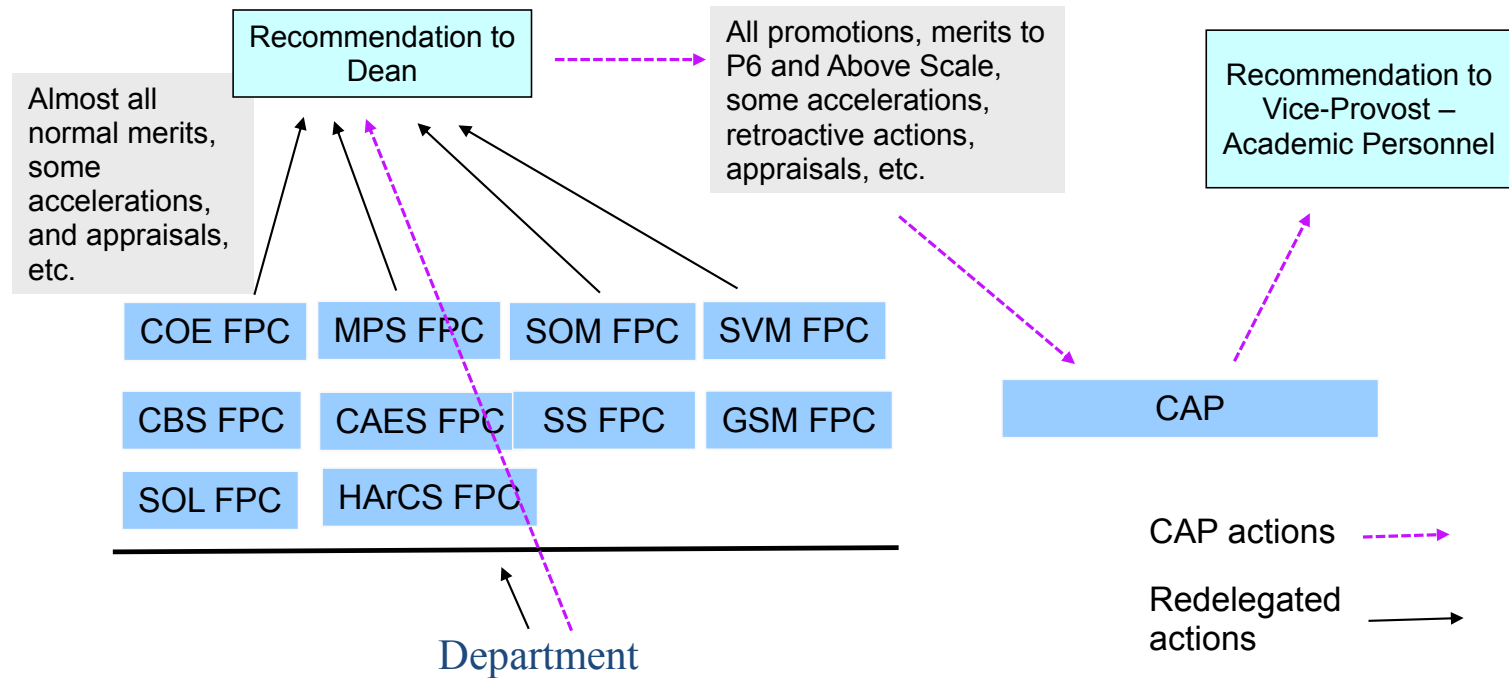 Recommendation to
Dean
All promotions, merits to
P6 and Above Scale,
some accelerations,
retroactive actions,
appraisals, etc.
Recommendation to
Vice-Provost –
Academic Personnel
Almost all
normal merits,
some
accelerations,
and appraisals,
etc.
COE FPC
MPS FPC
SOM FPC
SVM FPC
CBS FPC
CAES FPC
SS FPC
GSM FPC
CAP
SOL FPC
HArCS FPC
CAP actions
Redelegated
actions
Department